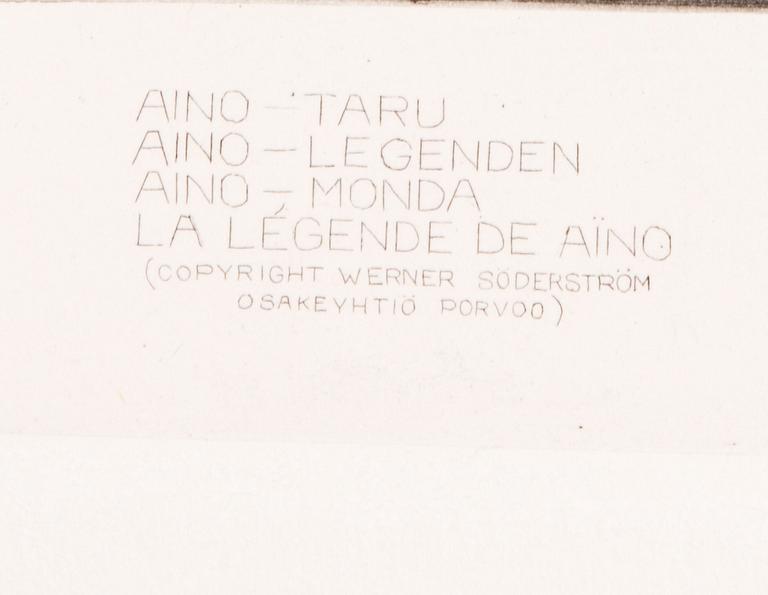 AINO – TARU
AINO – LEGENDEN
AINO – MONDA
LA LÉGENDE DE AÏNO
(COPYRIGHT WERNER SÖDERSTRÖM
OSAKEYHTIÖ PORVOO)